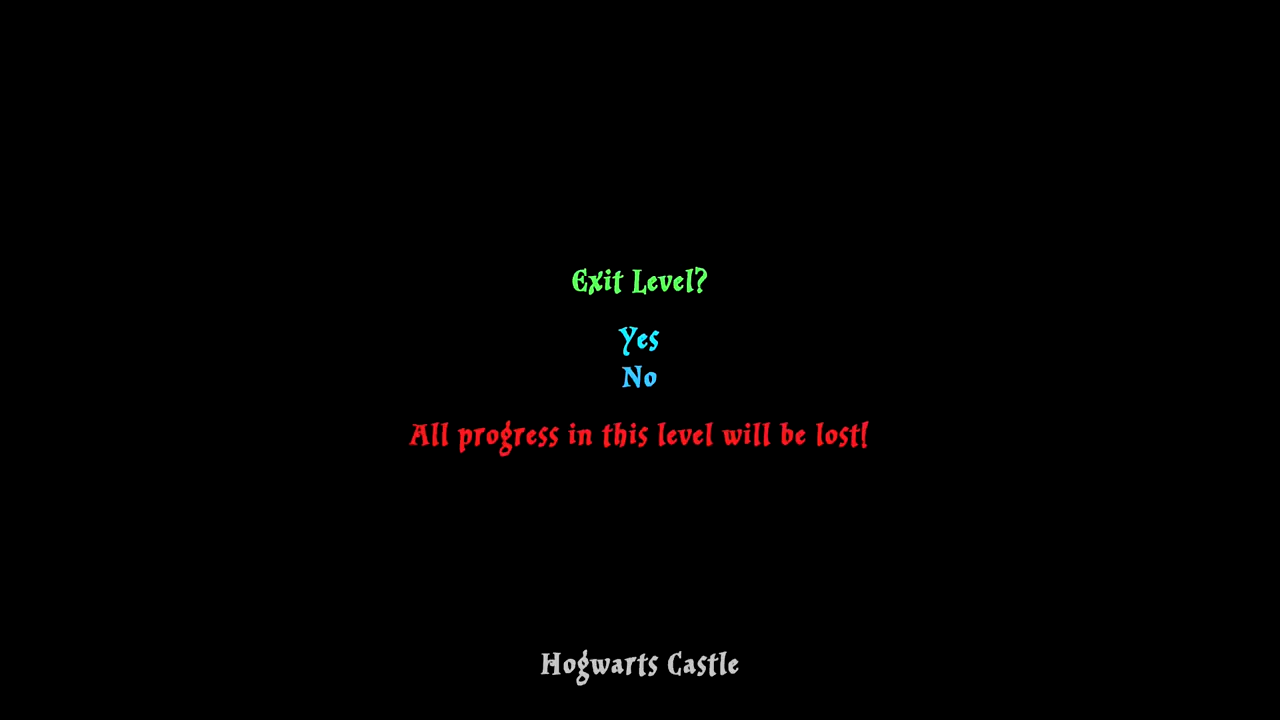 Exit Level?
Yes
No
All progress in this level will be lost!
Hogwarts Castle